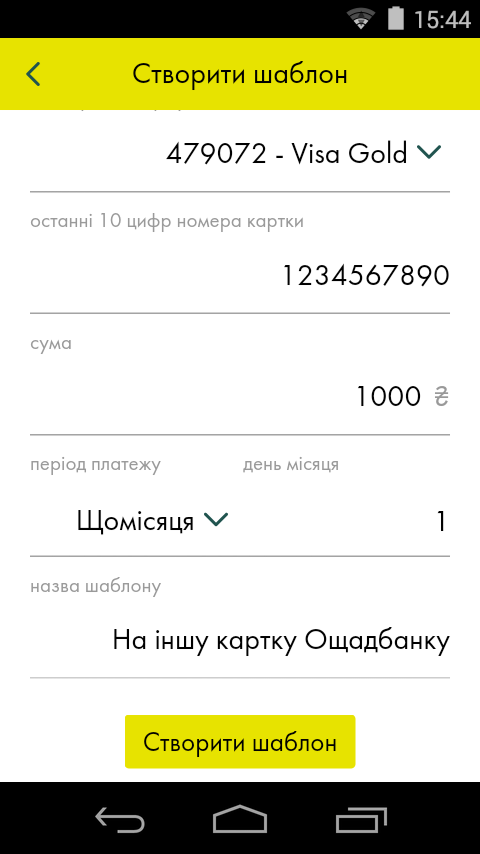 15:44
Створити шаблон
479072 - Visa Gold
останні 10 цифр номера картки
1234567890
сума
1000 ₴
період платежу день місяця
Щомісяця 1
назва шаблону
На іншу картку Ощадбанку
Створити шаблон